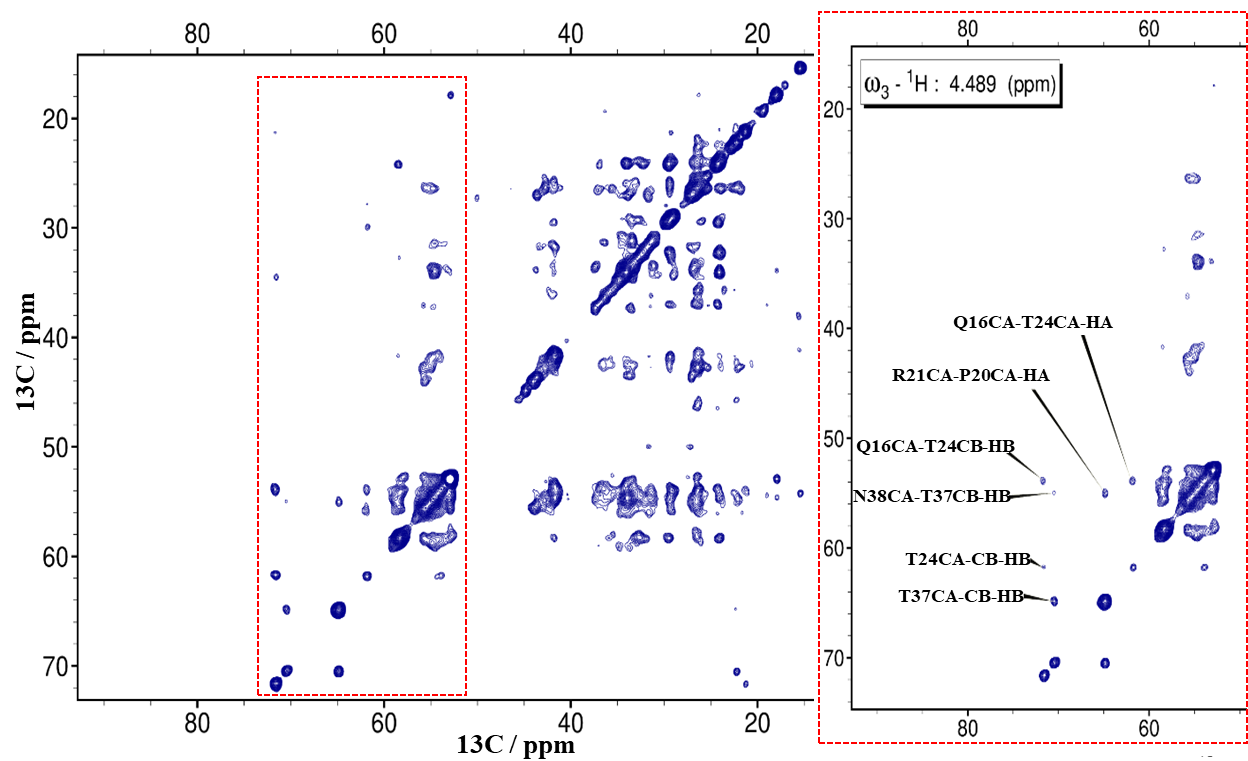 80 60 40 20
80 60
ω3 - 1H : 4.489 (ppm)
20
30
40
50
60
70
13C / ppm
20
30
40
50
60
70
Q16CA-T24CA-HA
R21CA-P20CA-HA
Q16CA-T24CB-HB
N38CA-T37CB-HB
T24CA-CB-HB
T37CA-CB-HB
80 60 40 20
80 60
13C / ppm